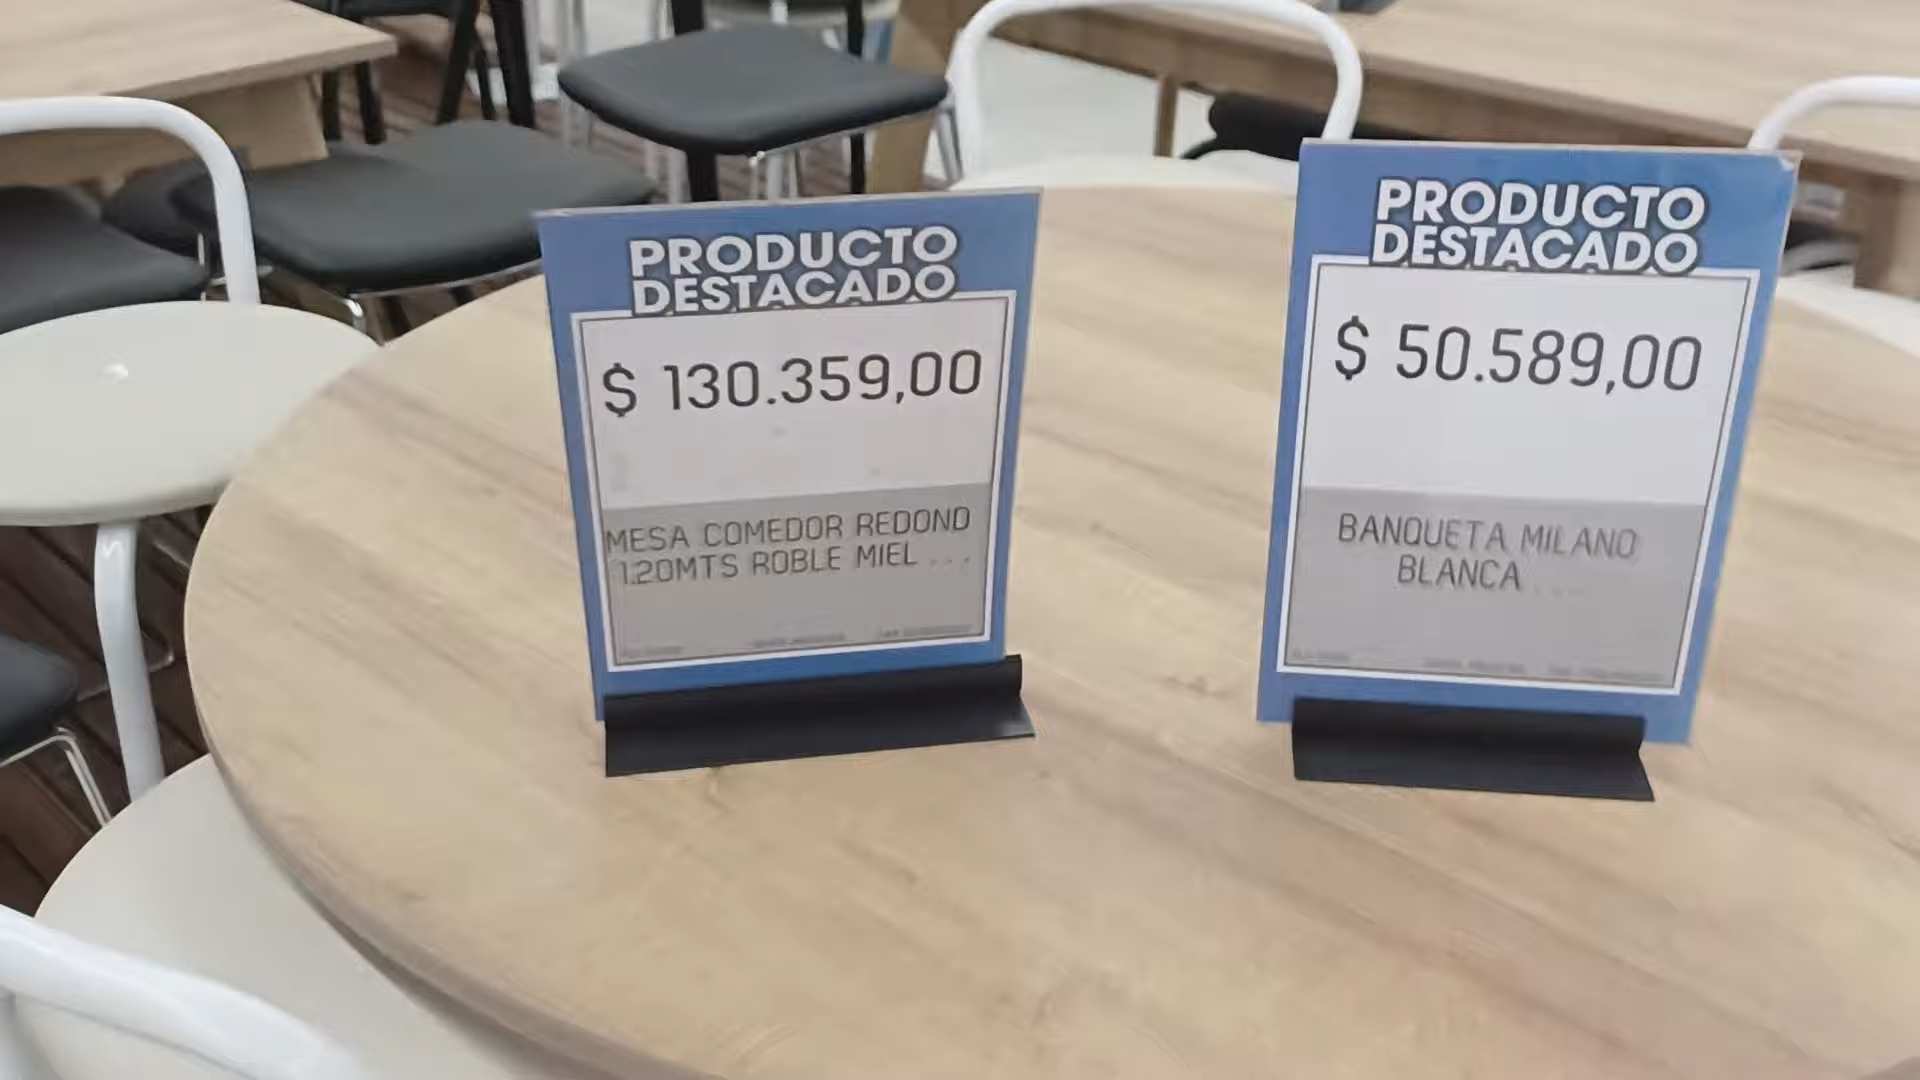 PRODUCTO
DESTACADO
$ 130.359,00
MESA COMEDOR REDOND
1.20MTS ROBLE MIEL ...
PRODUCTO
DESTACADO
$ 50.589,00
BANQUETA MILANO
BLANCA